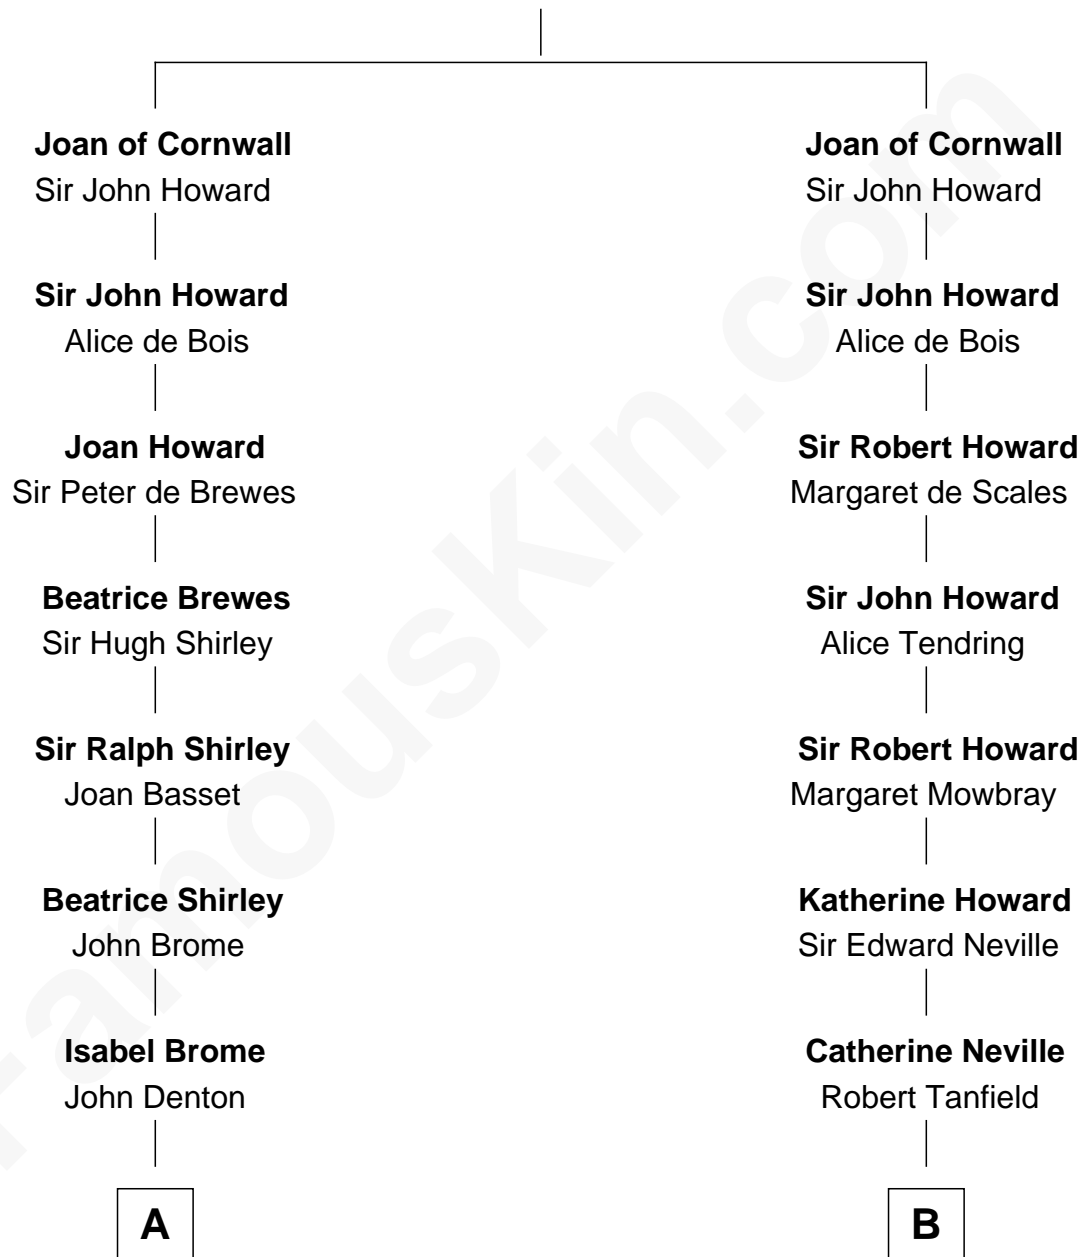 Joan of Cornwall
Sir John Howard
Sir John Howard
Alice de Bois
Joan Howard
Sir Peter de Brewes
Beatrice Brewes
Sir Hugh Shirley
Sir Ralph Shirley
Joan Basset
Beatrice Shirley
John Brome
Isabel Brome
John Denton
A
Joan of Cornwall
Sir John Howard
Sir John Howard
Alice de Bois
Sir Robert Howard
Margaret de Scales
Sir John Howard
Alice Tendring
Sir Robert Howard
Margaret Mowbray
Katherine Howard
Sir Edward Neville
Catherine Neville
Robert Tanfield
B
FamousKin.com